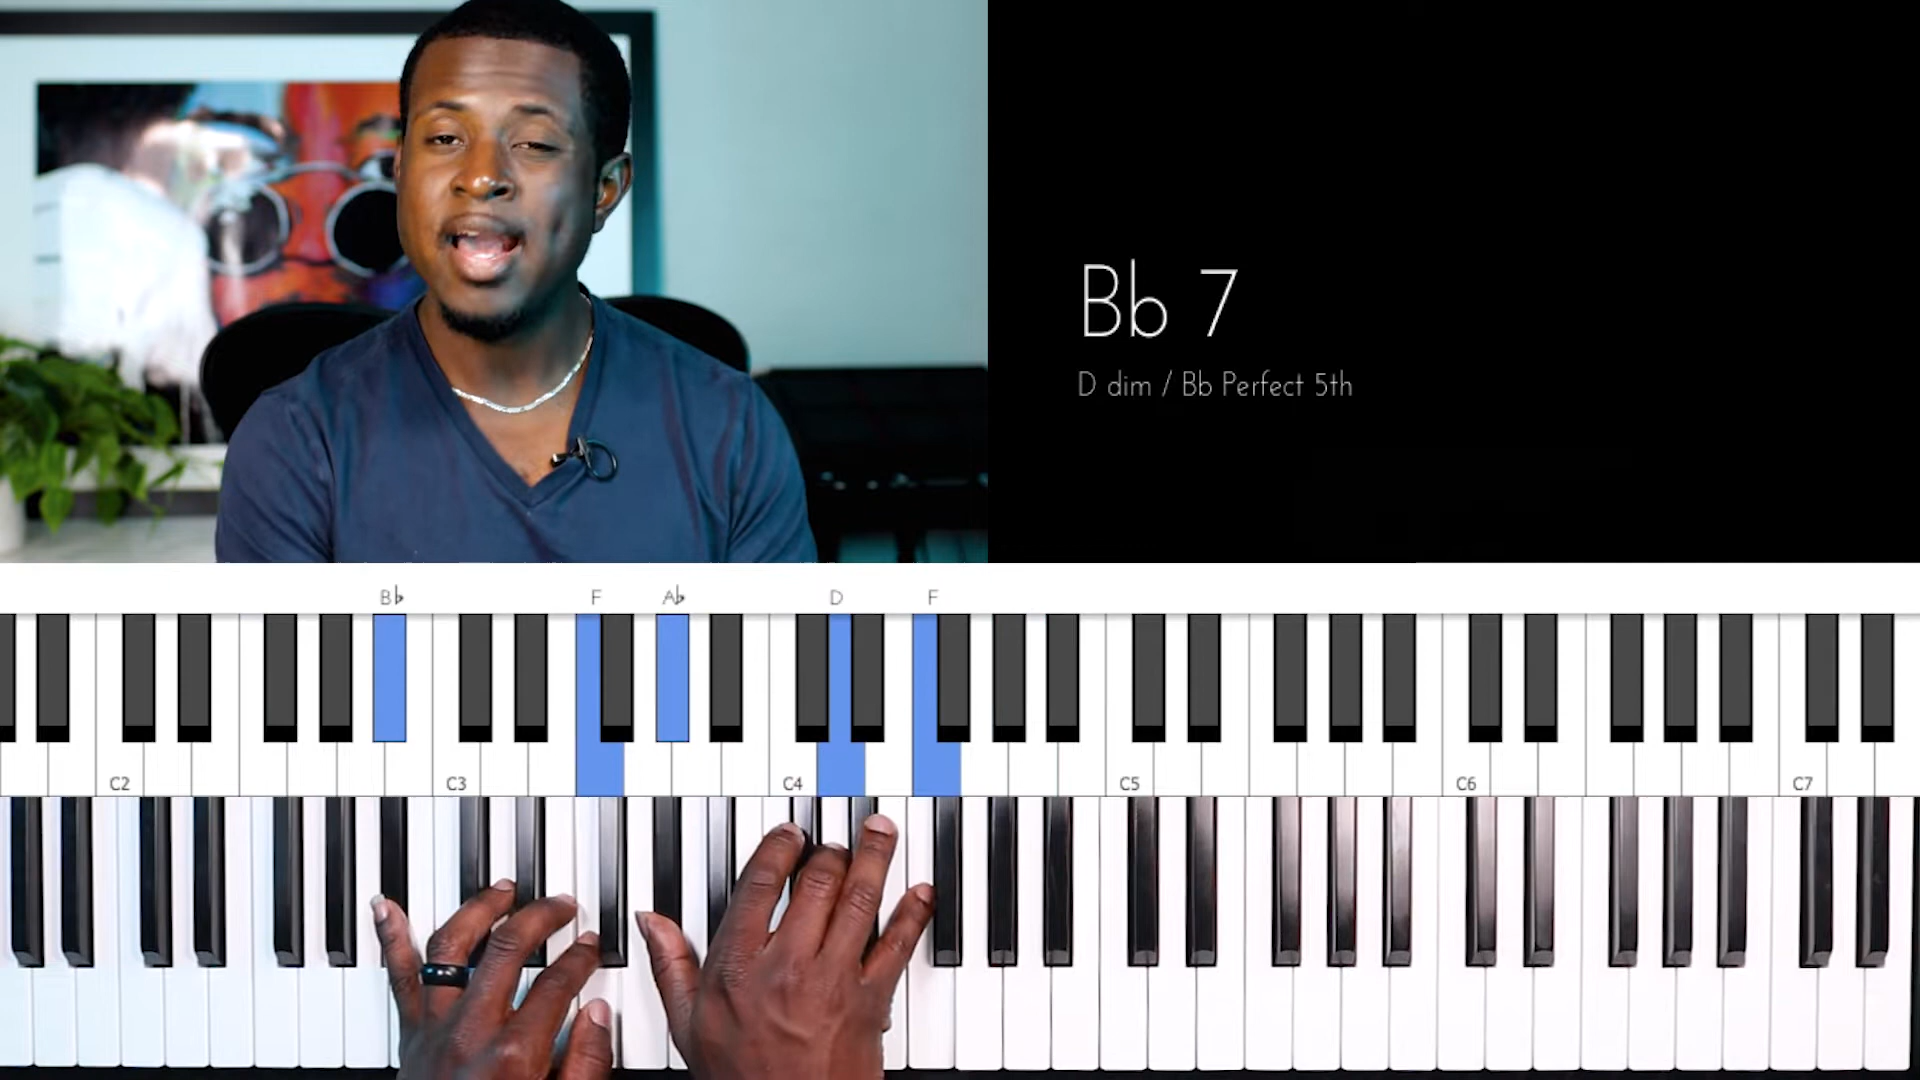 Bb 7
D dim / Bb Perfect 5th
B♭ F A♭ D F
C2 C3 C4 C5 C6 C7